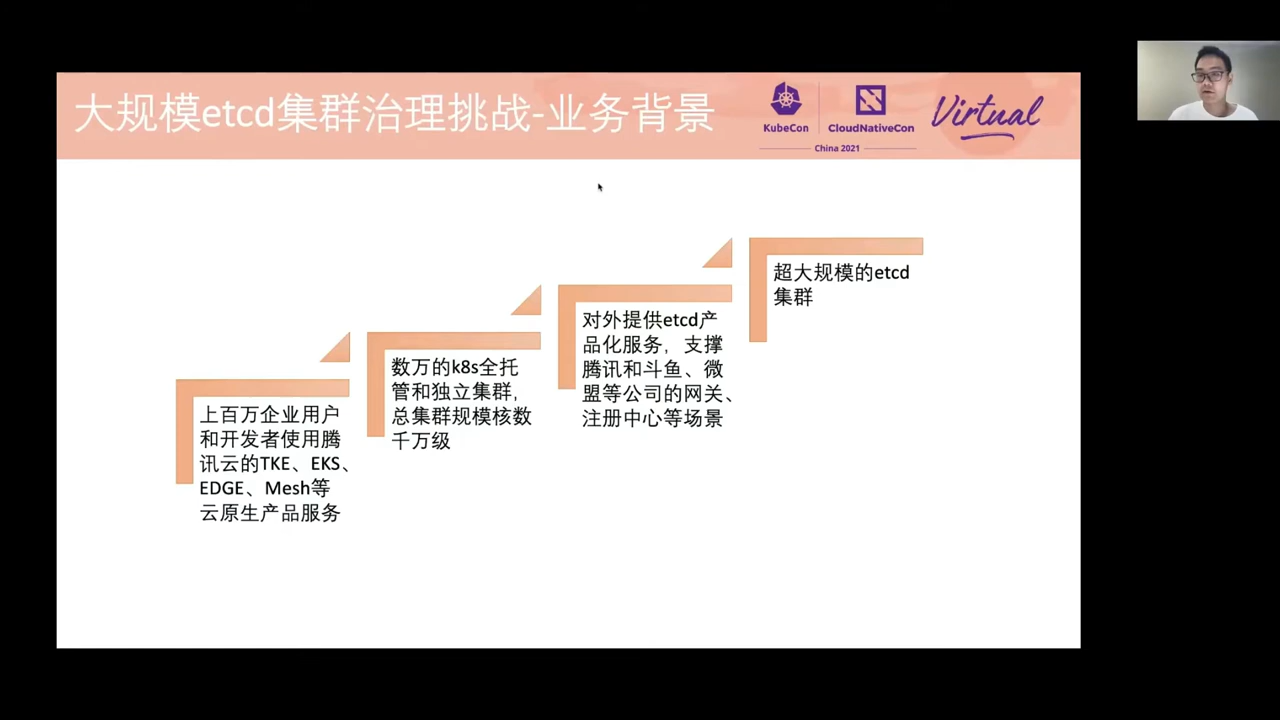 大规模etcd集群治理挑战-业务背景
KubeCon
CloudNativeCon
Virtual
China 2021
上百万企业用户
和开发者使用腾
讯云的TKE、EKS、
EDGE、Mesh等
云原生产品服务
数万的k8s全托
管和独立集群,
总集群规模核数
千万级
对外提供etcd产
品化服务，支撑
腾讯和斗鱼、微
盟等公司的网关、
注册中心等场景
超大规模的etcd
集群